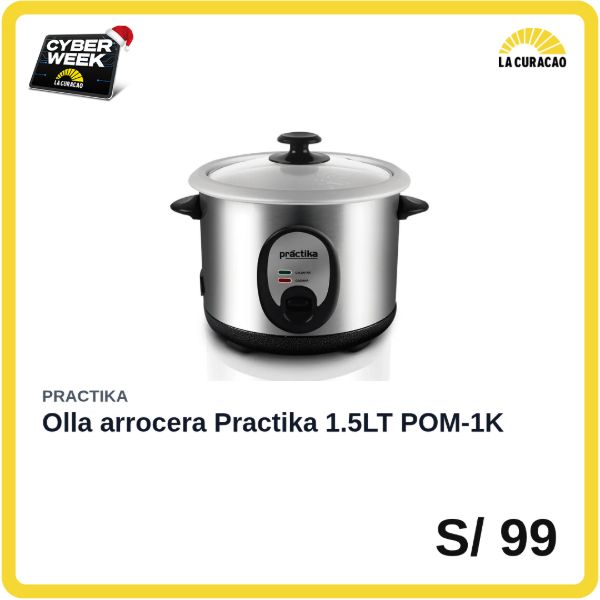 CYBER
WEEK
LA CURACAO
LA CURACAO
práctika
PRACTIKA
Olla arrocera Practika 1.5LT POM-1K
S/ 99